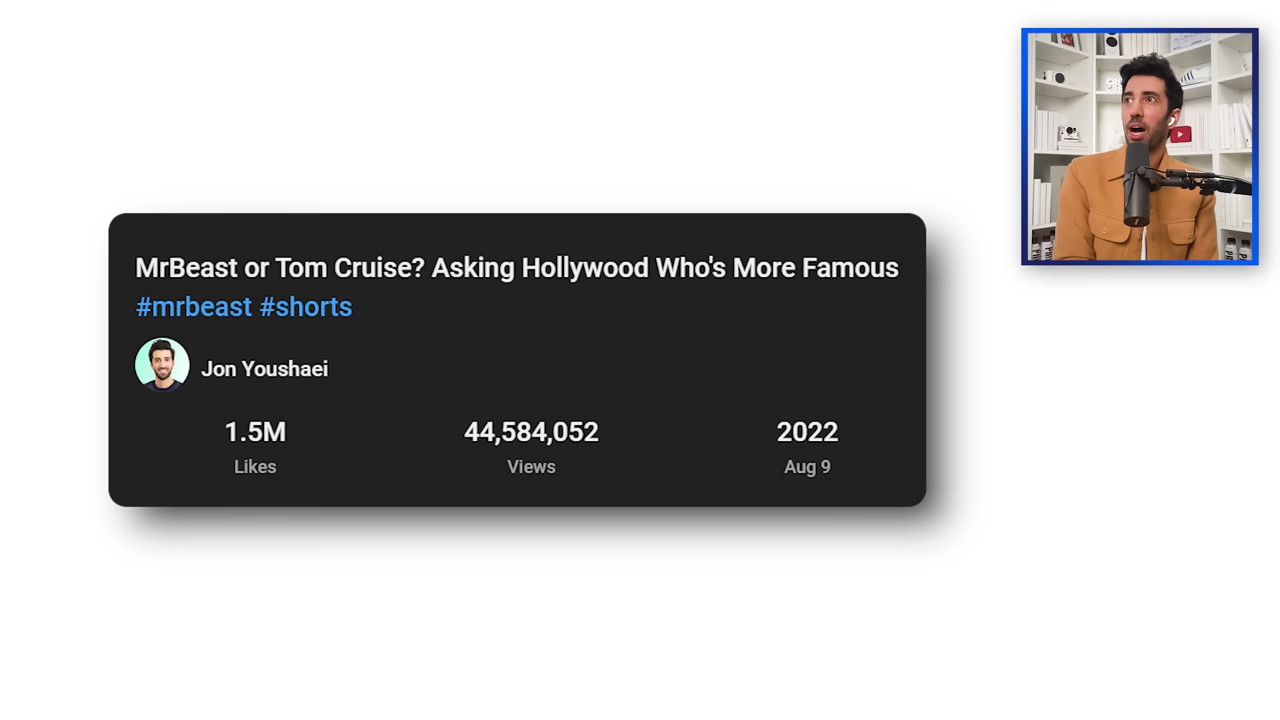 MrBeast or Tom Cruise? Asking Hollywood Who's More Famous
#mrbeast #shorts
Jon Youshaei
1.5M
44,584,052
2022
Likes
Views
Aug 9